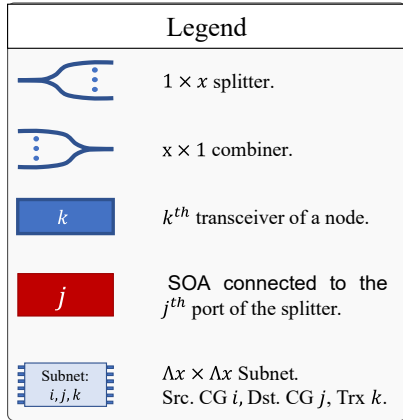 Legend
1 × x splitter.
x × 1 combiner.
k
k^th transceiver of a node.
j
SOA connected to the
j^th port of the splitter.
Subnet:
i, j, k
Λx × Λx Subnet.
Src. CG i, Dst. CG j, Trx k.